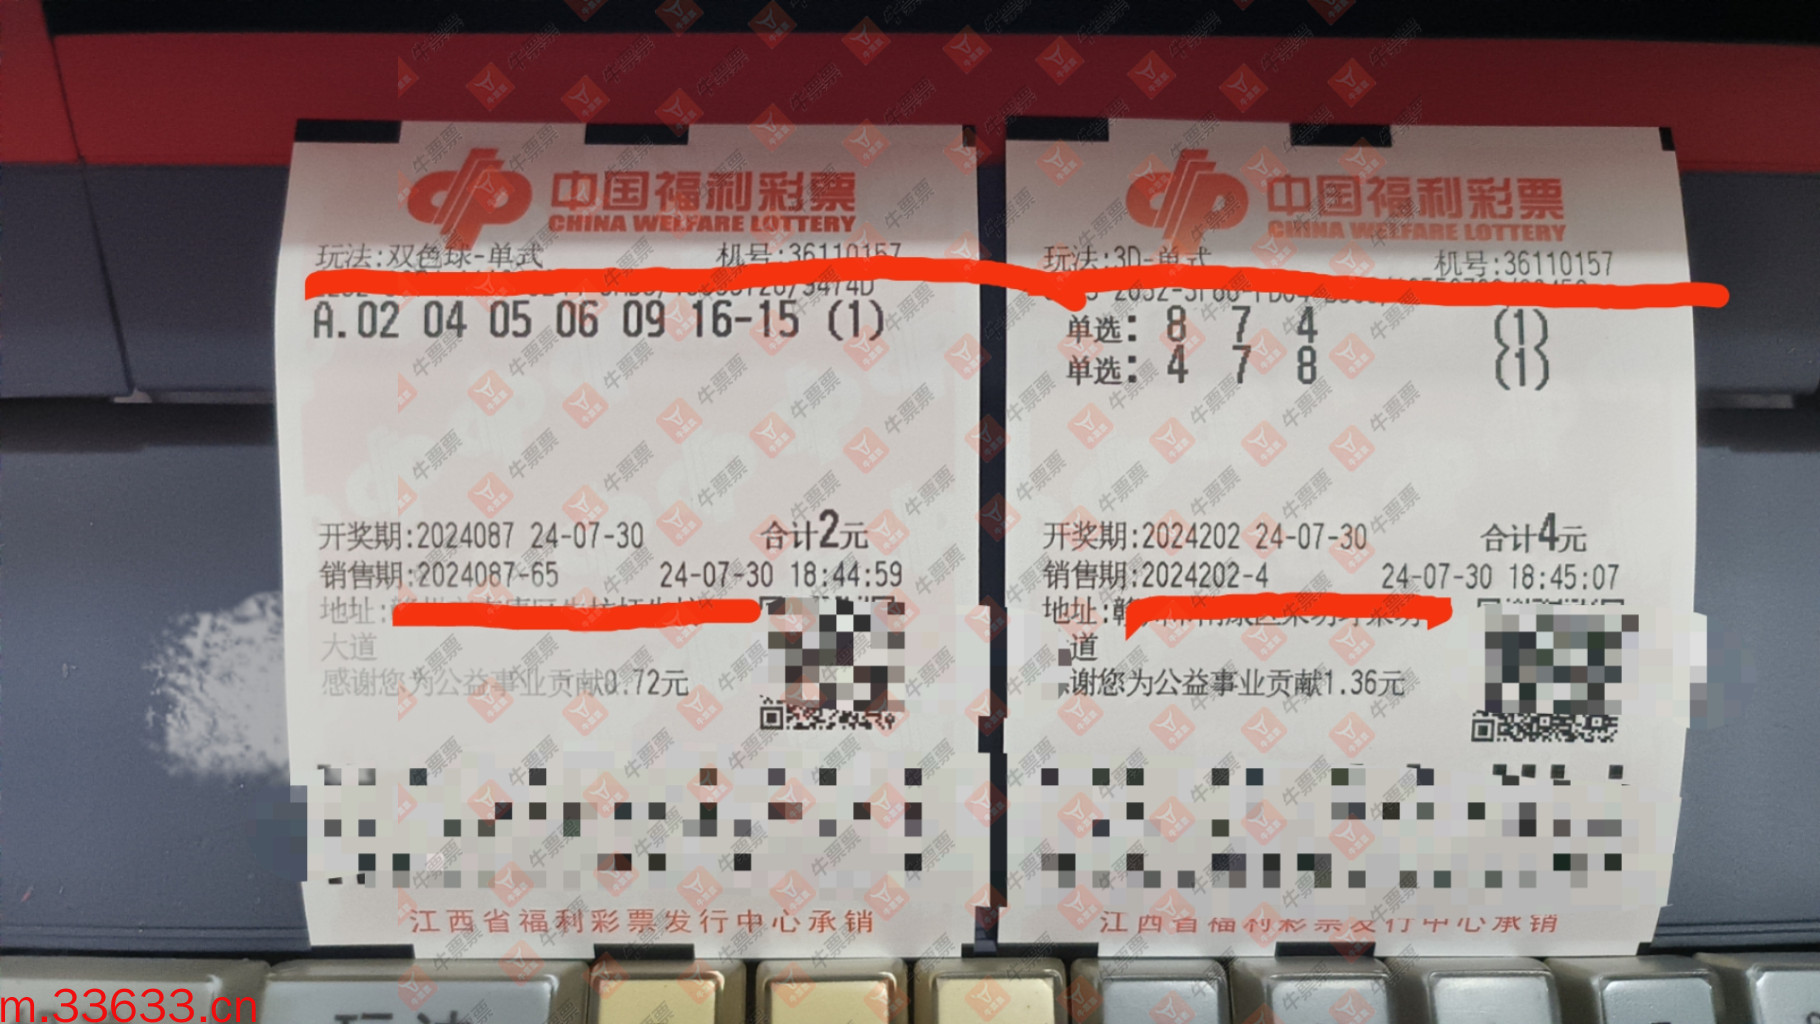 中国福利彩票
CHINA WELFARE LOTTERY
玩法:双色球-单式 机号:36110157
A.02 04 05 06 09 16-15 (1)
开奖期:2024087 24-07-30 合计2元
销售期:2024087-65 24-07-30 18:44:59
地址:
大道
感谢您为公益事业贡献0.72元
江西省福利彩票发行中心承销
中国福利彩票
CHINA WELFARE LOTTERY
玩法:3D-单式 机号:36110157
单选: 8 7 4 (1)
单选: 4 7 8 (1)
开奖期:2024202 24-07-30 合计4元
销售期:2024202-4 24-07-30 18:45:07
地址:赣
道
谢您为公益事业贡献1.36元
江西省福利彩票发行中心承销
牛票票
m.33633.cn